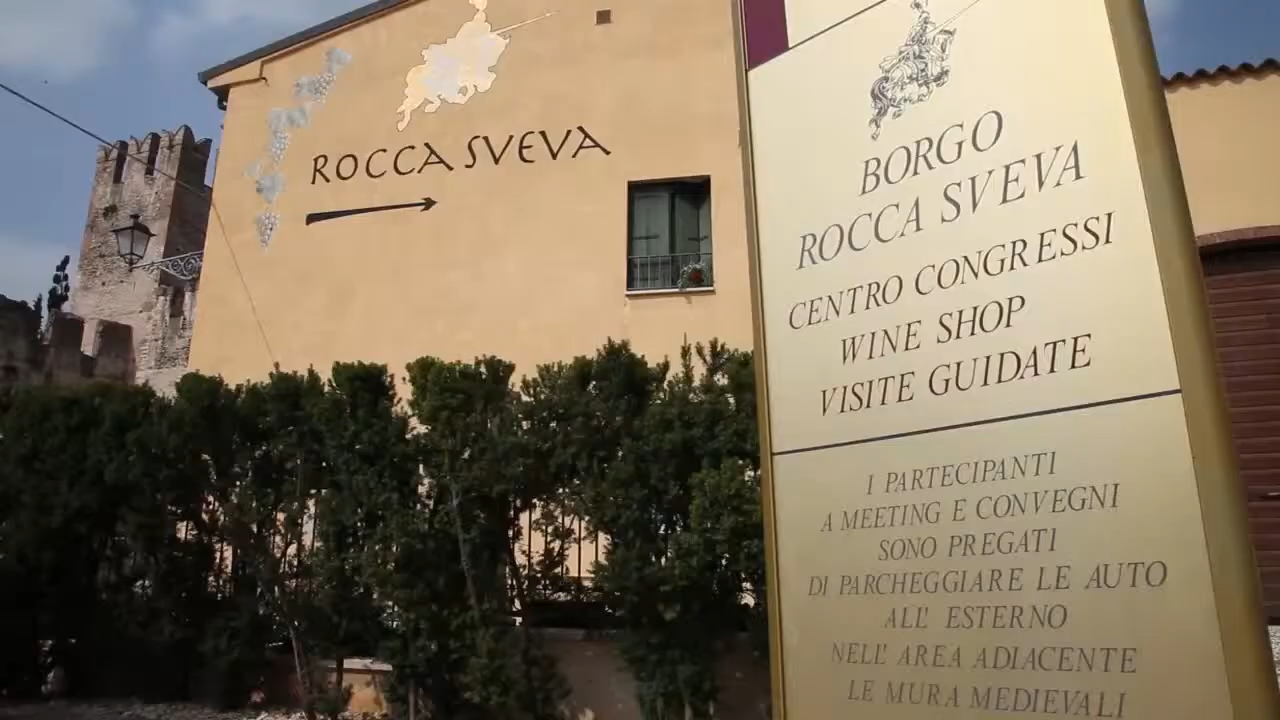 ROCCA SVEVA
BORGO
ROCCA SVEVA
CENTRO CONGRESSI
WINE SHOP
VISITE GUIDATE
I PARTECIPANTI
A MEETING E CONVEGNI
SONO PREGATI
DI PARCHEGGIARE LE AUTO
ALL' ESTERNO
NELL' AREA ADIACENTE
LE MURA MEDIEVALI